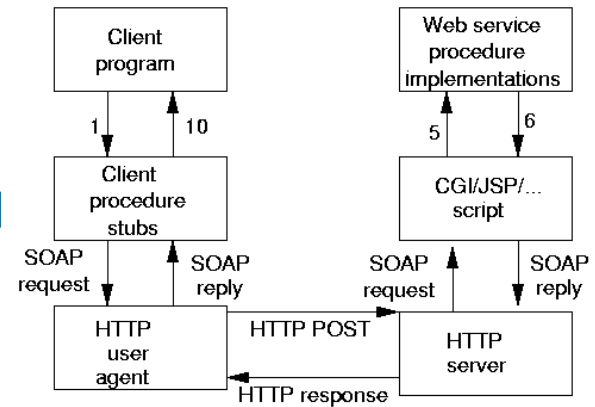 Client
program
Web service
procedure
implementations
1
10
5
6
Client
procedure
stubs
CGI/JSP/...
script
SOAP
request
SOAP
reply
SOAP
request
SOAP
reply
HTTP
user
agent
HTTP POST
HTTP
server
HTTP response